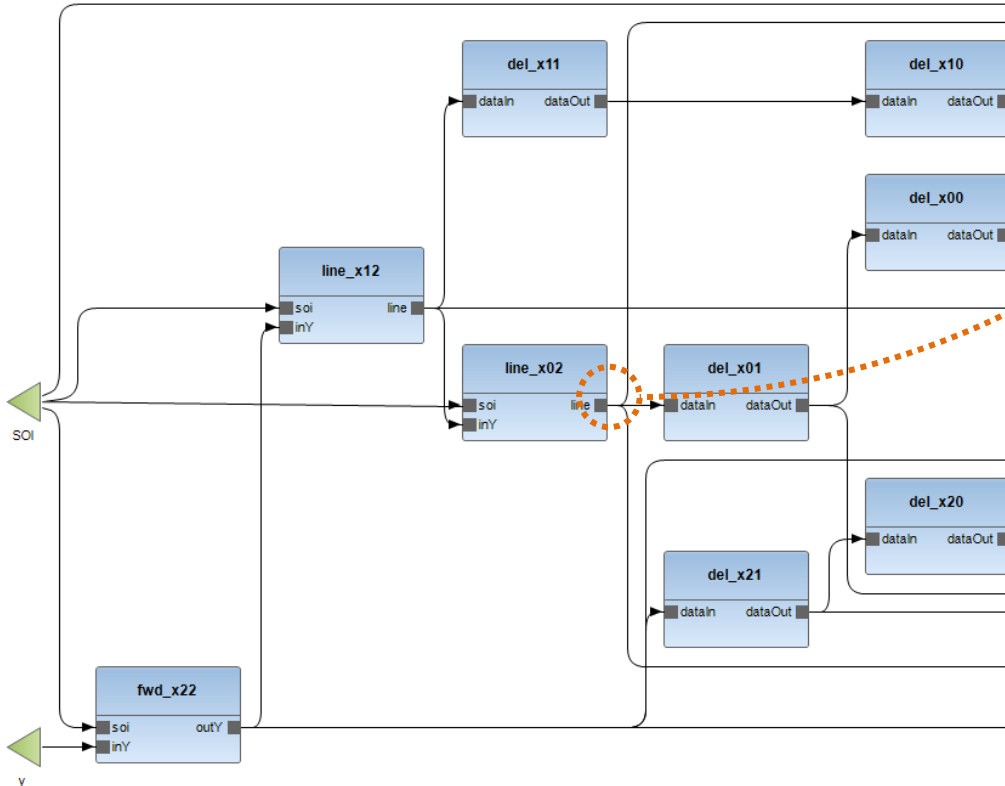 del_x11
dataIn dataOut
del_x10
dataIn dataOut
del_x00
dataIn dataOut
line_x12
soi line
inY
line_x02
soi line
inY
del_x01
dataIn dataOut
SOI
del_x20
dataIn dataOut
del_x21
dataIn dataOut
fwd_x22
soi outY
inY
v